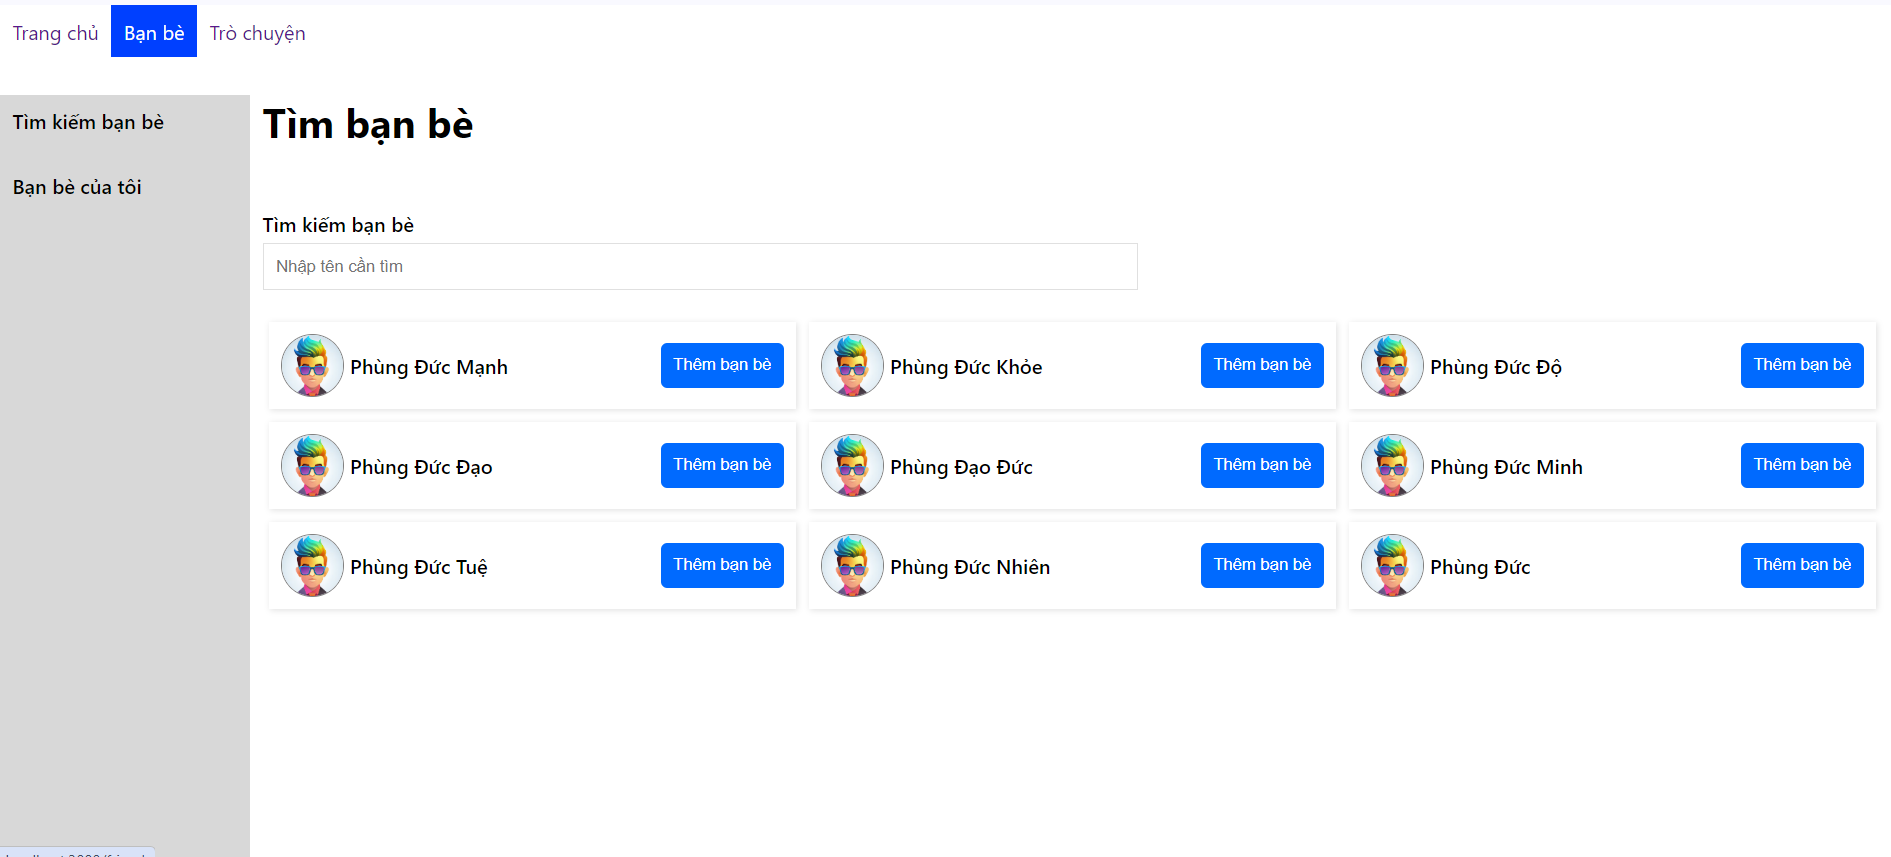 Trang chủ Bạn bè Trò chuyện
Tìm kiếm bạn bè
Bạn bè của tôi
Tìm bạn bè
Tìm kiếm bạn bè
Nhập tên cần tìm
Phùng Đức Mạnh Thêm bạn bè Phùng Đức Khỏe Thêm bạn bè Phùng Đức Độ Thêm bạn bè
Phùng Đức Đạo Thêm bạn bè Phùng Đạo Đức Thêm bạn bè Phùng Đức Minh Thêm bạn bè
Phùng Đức Tuệ Thêm bạn bè Phùng Đức Nhiên Thêm bạn bè Phùng Đức Thêm bạn bè